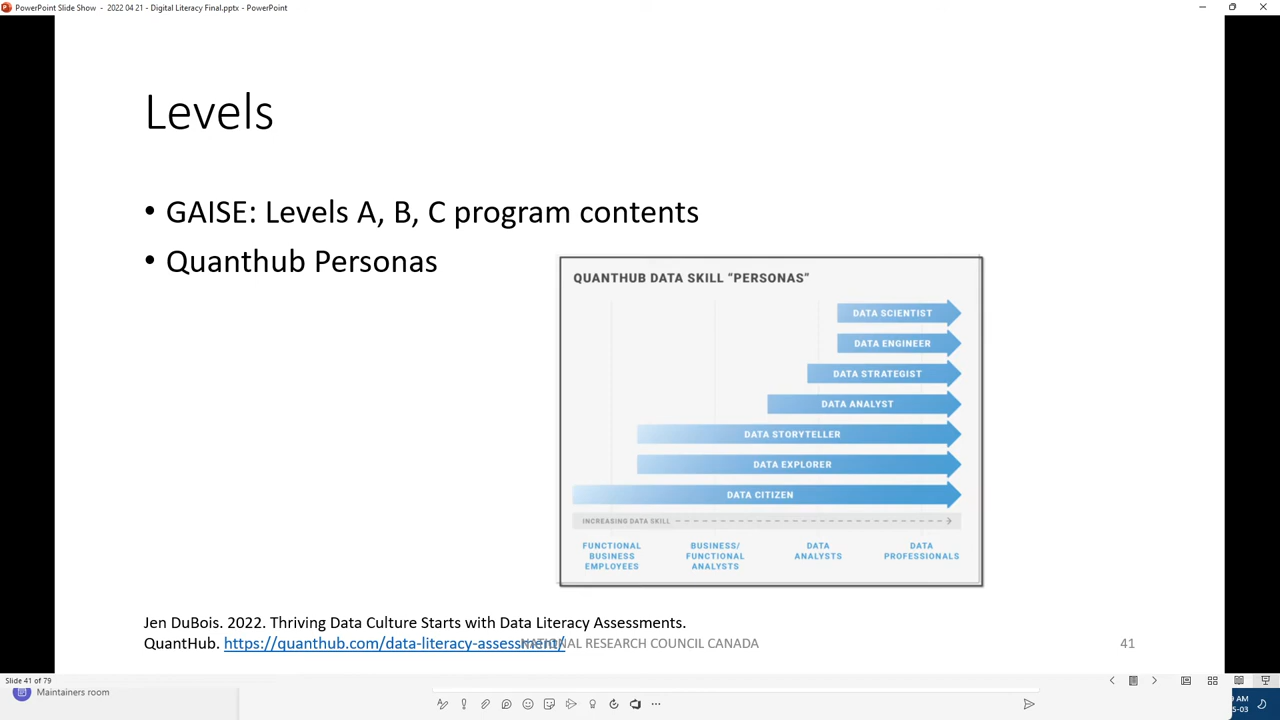 PowerPoint Slide Show - 2022 04 21 - Digital Literacy Final.pptx - PowerPoint
Levels
• GAISE: Levels A, B, C program contents
• Quanthub Personas
QUANTHUB DATA SKILL “PERSONAS”
DATA SCIENTIST
DATA ENGINEER
DATA STRATEGIST
DATA ANALYST
DATA STORYTELLER
DATA EXPLORER
DATA CITIZEN
INCREASING DATA SKILL
FUNCTIONAL
BUSINESS
EMPLOYEES
BUSINESS/
FUNCTIONAL
ANALYSTS
DATA
ANALYSTS
DATA
PROFESSIONALS
Jen DuBois. 2022. Thriving Data Culture Starts with Data Literacy Assessments.
QuantHub. https://quanthub.com/data-literacy-assessment/
NATIONAL RESEARCH COUNCIL CANADA
41
Slide 41 of 79
Maintainers room
9 AM
5-03